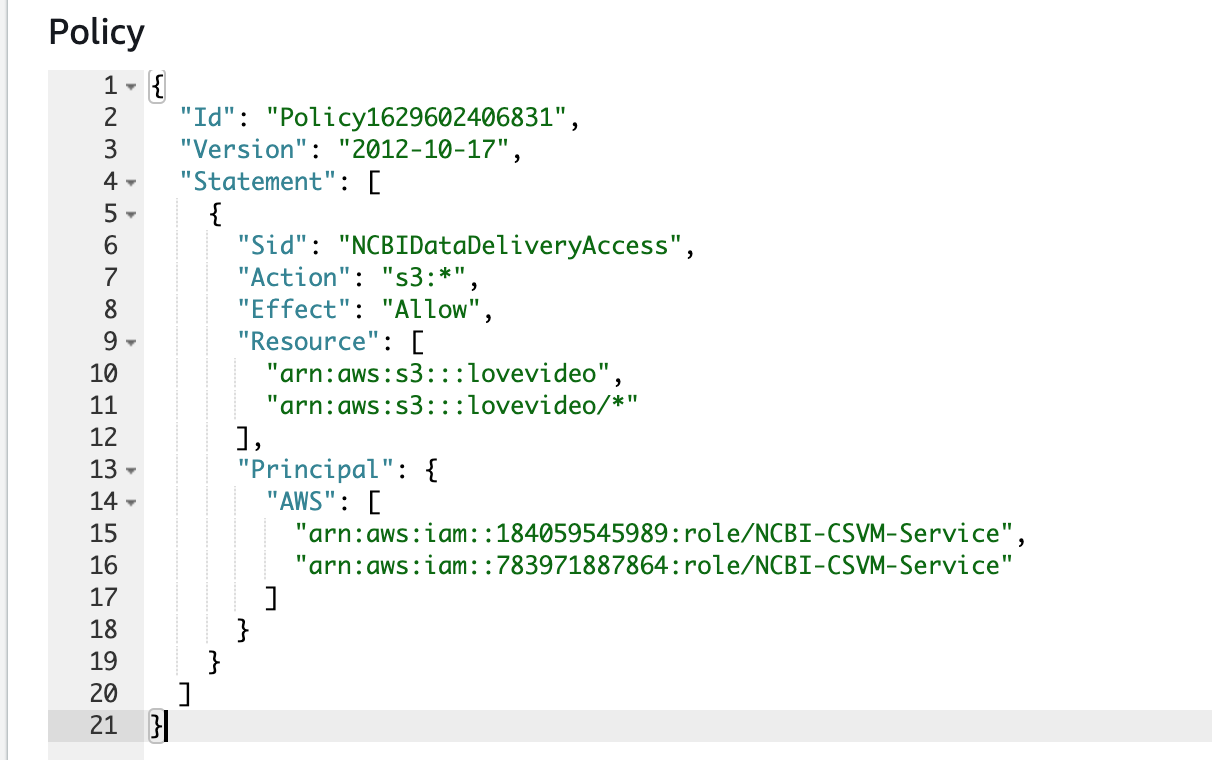 Policy
1 {
2 "Id": "Policy1629602406831",
3 "Version": "2012-10-17",
4 "Statement": [
5 {
6 "Sid": "NCBIDataDeliveryAccess",
7 "Action": "s3:*",
8 "Effect": "Allow",
9 "Resource": [
10 "arn:aws:s3:::lovevideo",
11 "arn:aws:s3:::lovevideo/*"
12 ],
13 "Principal": {
14 "AWS": [
15 "arn:aws:iam::184059545989:role/NCBI-CSVM-Service",
16 "arn:aws:iam::783971887864:role/NCBI-CSVM-Service"
17 ]
18 }
19 }
20 ]
21 }